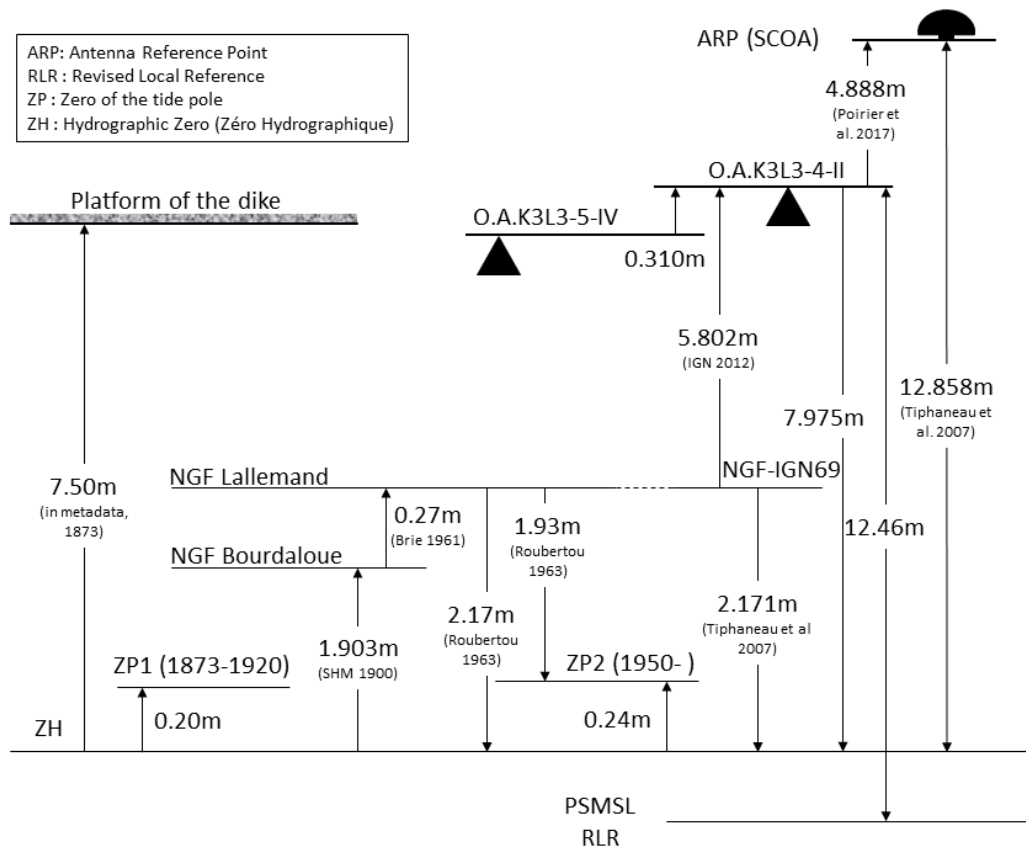 ARP: Antenna Reference Point
RLR : Revised Local Reference
ZP : Zero of the tide pole
ZH : Hydrographic Zero (Zéro Hydrographique)
ARP (SCOA)
4.888m
(Poirier et
al. 2017)
O.A.K3L3-4-II
Platform of the dike
O.A.K3L3-5-IV
0.310m
5.802m
(IGN 2012)
12.858m
(Tiphaneau et
al. 2007)
7.975m
NGF Lallemand
NGF-IGN69
7.50m
(in metadata,
1873)
0.27m
(Brie 1961)
1.93m
(Roubertou
1963)
12.46m
NGF Bourdaloue
2.17m
(Roubertou
1963)
2.171m
(Tiphaneau et al
2007)
1.903m
(SHM 1900)
ZP1 (1873-1920)
ZP2 (1950- )
0.20m
0.24m
ZH
PSMSL
RLR